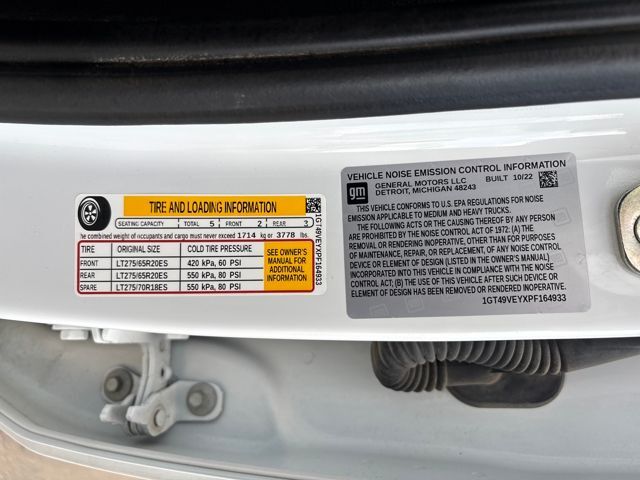 TIRE AND LOADING INFORMATION
SEATING CAPACITY TOTAL 5 FRONT 2 REAR 3
The combined weight of occupants and cargo must never exceed 1714 kg or 3778 lbs.
TIRE ORIGINAL SIZE COLD TIRE PRESSURE
FRONT LT275/65R20ES 420 kPa, 60 PSI
REAR LT275/65R20ES 550 kPa, 80 PSI
SPARE LT275/70R18ES 550 kPa, 80 PSI
SEE OWNER'S
MANUAL FOR
ADDITIONAL
INFORMATION
1GT49VEYXPF164933
VEHICLE NOISE EMISSION CONTROL INFORMATION
gm
GENERAL MOTORS LLC BUILT 10/22
DETROIT, MICHIGAN 48243
THIS VEHICLE CONFORMS TO U.S. EPA REGULATIONS FOR NOISE
EMISSION APPLICABLE TO MEDIUM AND HEAVY TRUCKS.
THE FOLLOWING ACTS OR THE CAUSING THEREOF BY ANY PERSON
ARE PROHIBITED BY THE NOISE CONTROL ACT OF 1972: (A) THE
REMOVAL OR RENDERING INOPERATIVE, OTHER THAN FOR PURPOSES
OF MAINTENANCE, REPAIR, OR REPLACEMENT, OF ANY NOISE CONTROL
DEVICE OR ELEMENT OF DESIGN (LISTED IN THE OWNER'S MANUAL)
INCORPORATED INTO THIS VEHICLE IN COMPLIANCE WITH THE NOISE
CONTROL ACT; (B) THE USE OF THIS VEHICLE AFTER SUCH DEVICE OR
ELEMENT OF DESIGN HAS BEEN REMOVED OR RENDERED INOPERATIVE.
1GT49VEYXPF164933